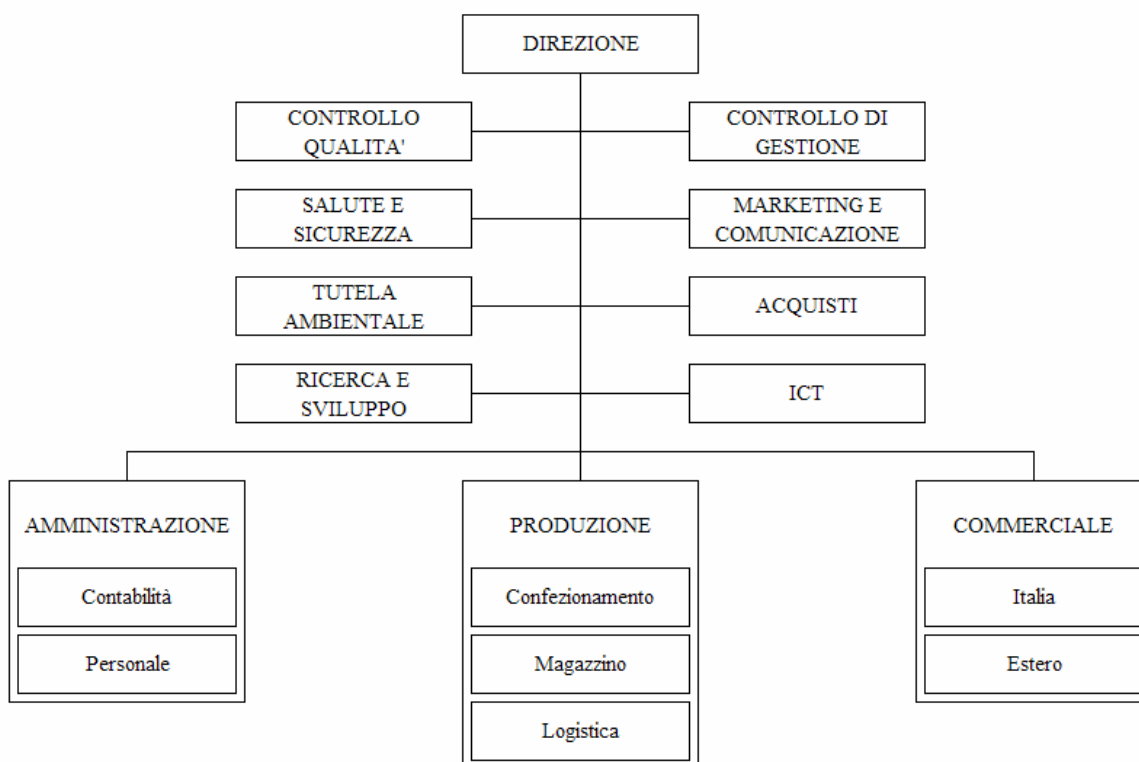 DIREZIONE
CONTROLLO
QUALITA'
CONTROLLO DI
GESTIONE
SALUTE E
SICUREZZA
MARKETING E
COMUNICAZIONE
TUTELA
AMBIENTALE
ACQUISTI
RICERCA E
SVILUPPO
ICT
AMMINISTRAZIONE
Contabilità
Personale
PRODUZIONE
Confezionamento
Magazzino
Logistica
COMMERCIALE
Italia
Estero